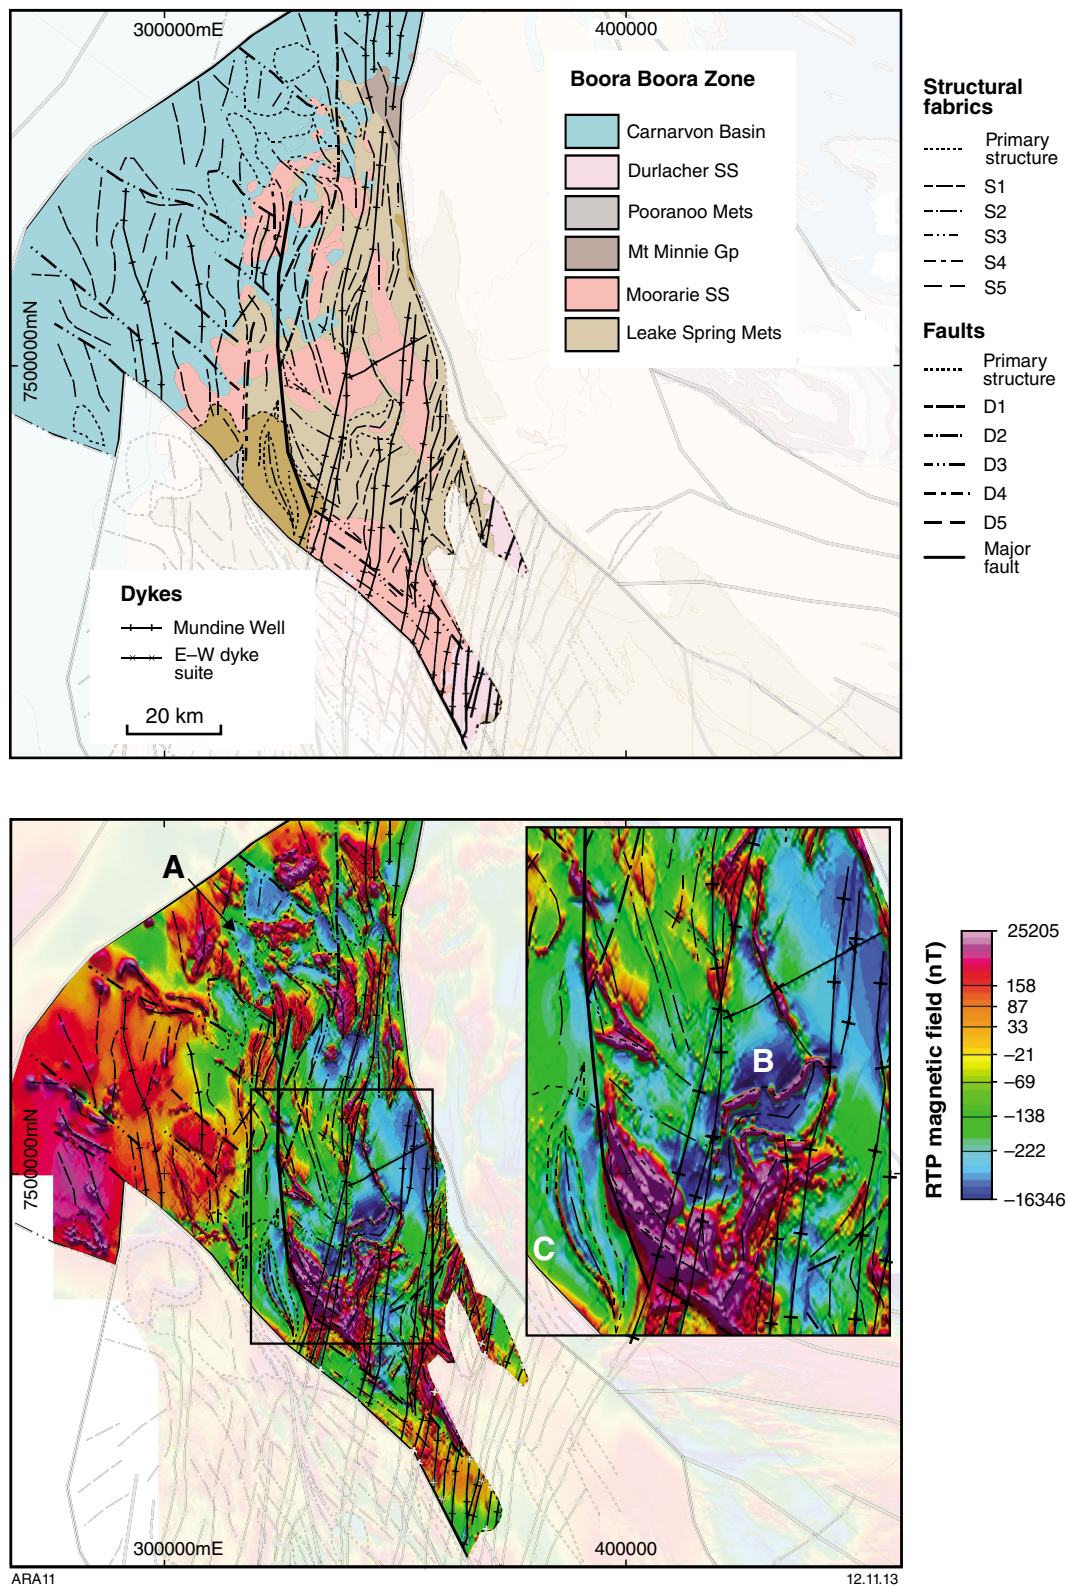 300000mE
400000
7500000mN
Boora Boora Zone
Carnarvon Basin
Durlacher SS
Pooranoo Mets
Mt Minnie Gp
Moorarie SS
Leake Spring Mets
Dykes
Mundine Well
E–W dyke
suite
20 km
Structural
fabrics
Primary
structure
S1
S2
S3
S4
S5
Faults
Primary
structure
D1
D2
D3
D4
D5
Major
fault
A
B
C
7500000mN
300000mE
400000
RTP magnetic field (nT)
25205
158
87
33
–21
–69
–138
–222
–16346
ARA11
12.11.13